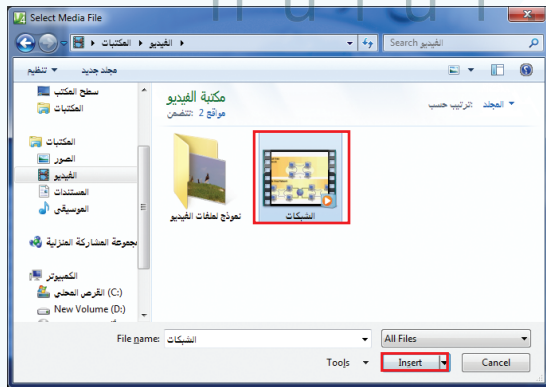 Select Media File
المكتبات
الفيديو
Search الفيديو
تنظيم
مجلد جديد
سطح المكتب
المكتبات
المكتبات
الصور
الفيديو
المستندات
الموسيقى
مجموعة المشاركة المنزلية
الكمبيوتر
القرص المحلي (C:)
New Volume (D:)
مكتبة الفيديو
تتضمن: 2 مواقع
ترتيب حسب: المجلد
نموذج لملفات الفيديو
الشبكات
File name: الشبكات
All Files
Tools
Insert
Cancel